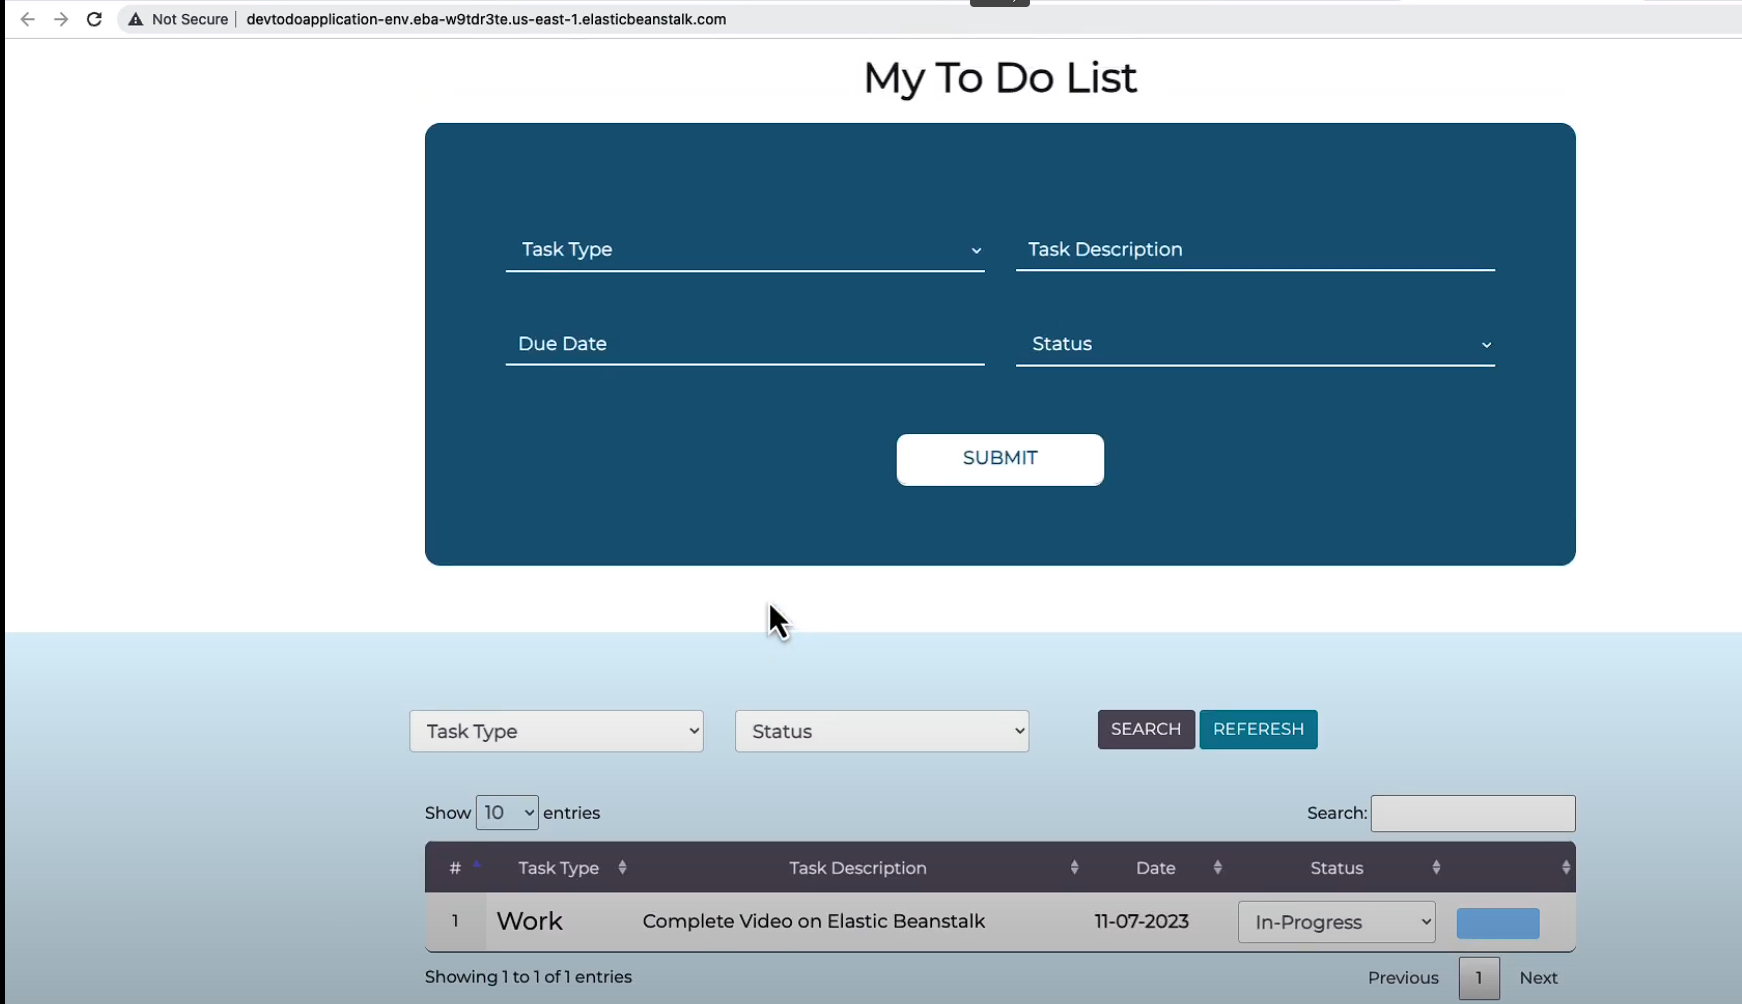 Not Secure devtodoapplication-env.eba-w9tdr3te.us-east-1.elasticbeanstalk.com
My To Do List
Task Type Task Description
Due Date Status
SUBMIT
Task Type Status SEARCH REFERESH
Show 10 entries Search:
# Task Type Task Description Date Status
1 Work Complete Video on Elastic Beanstalk 11-07-2023 In-Progress
Showing 1 to 1 of 1 entries Previous 1 Next